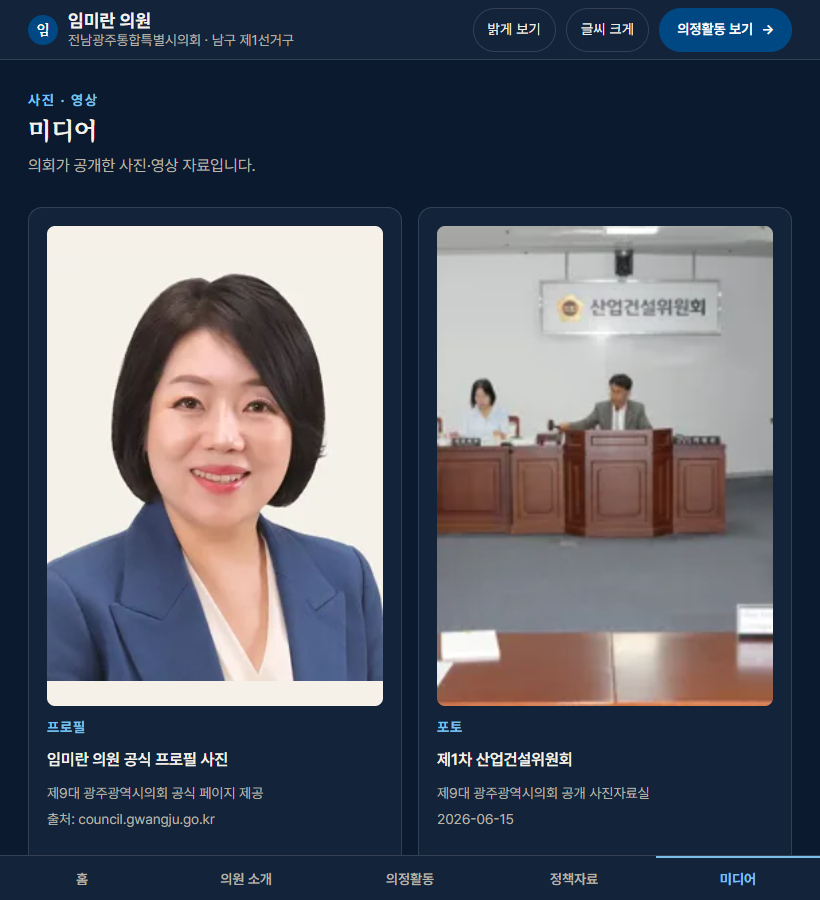 임
임미란 의원
전남광주통합특별시의회 · 남구 제1선거구
밝게 보기
글씨 크게
의정활동 보기 →
사진 · 영상
미디어
의회가 공개한 사진·영상 자료입니다.
산업건설위원회
프로필
임미란 의원 공식 프로필 사진
제9대 광주광역시의회 공식 페이지 제공
출처: council.gwangju.go.kr
포토
제1차 산업건설위원회
제9대 광주광역시의회 공개 사진자료실
2026-06-15
홈
의원 소개
의정활동
정책자료
미디어